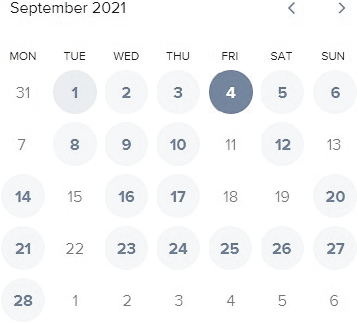 September 2021
MON TUE WED THU FRI SAT SUN
31 1 2 3 4 5 6
7 8 9 10 11 12 13
14 15 16 17 18 19 20
21 22 23 24 25 26 27
28 1 2 3 4 5 6